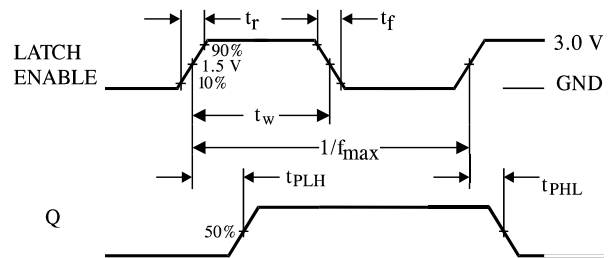 t_r
t_f
LATCH
ENABLE
90%
1.5 V
10%
3.0 V
GND
t_w
1/f_max
t_PLH
t_PHL
Q
50%